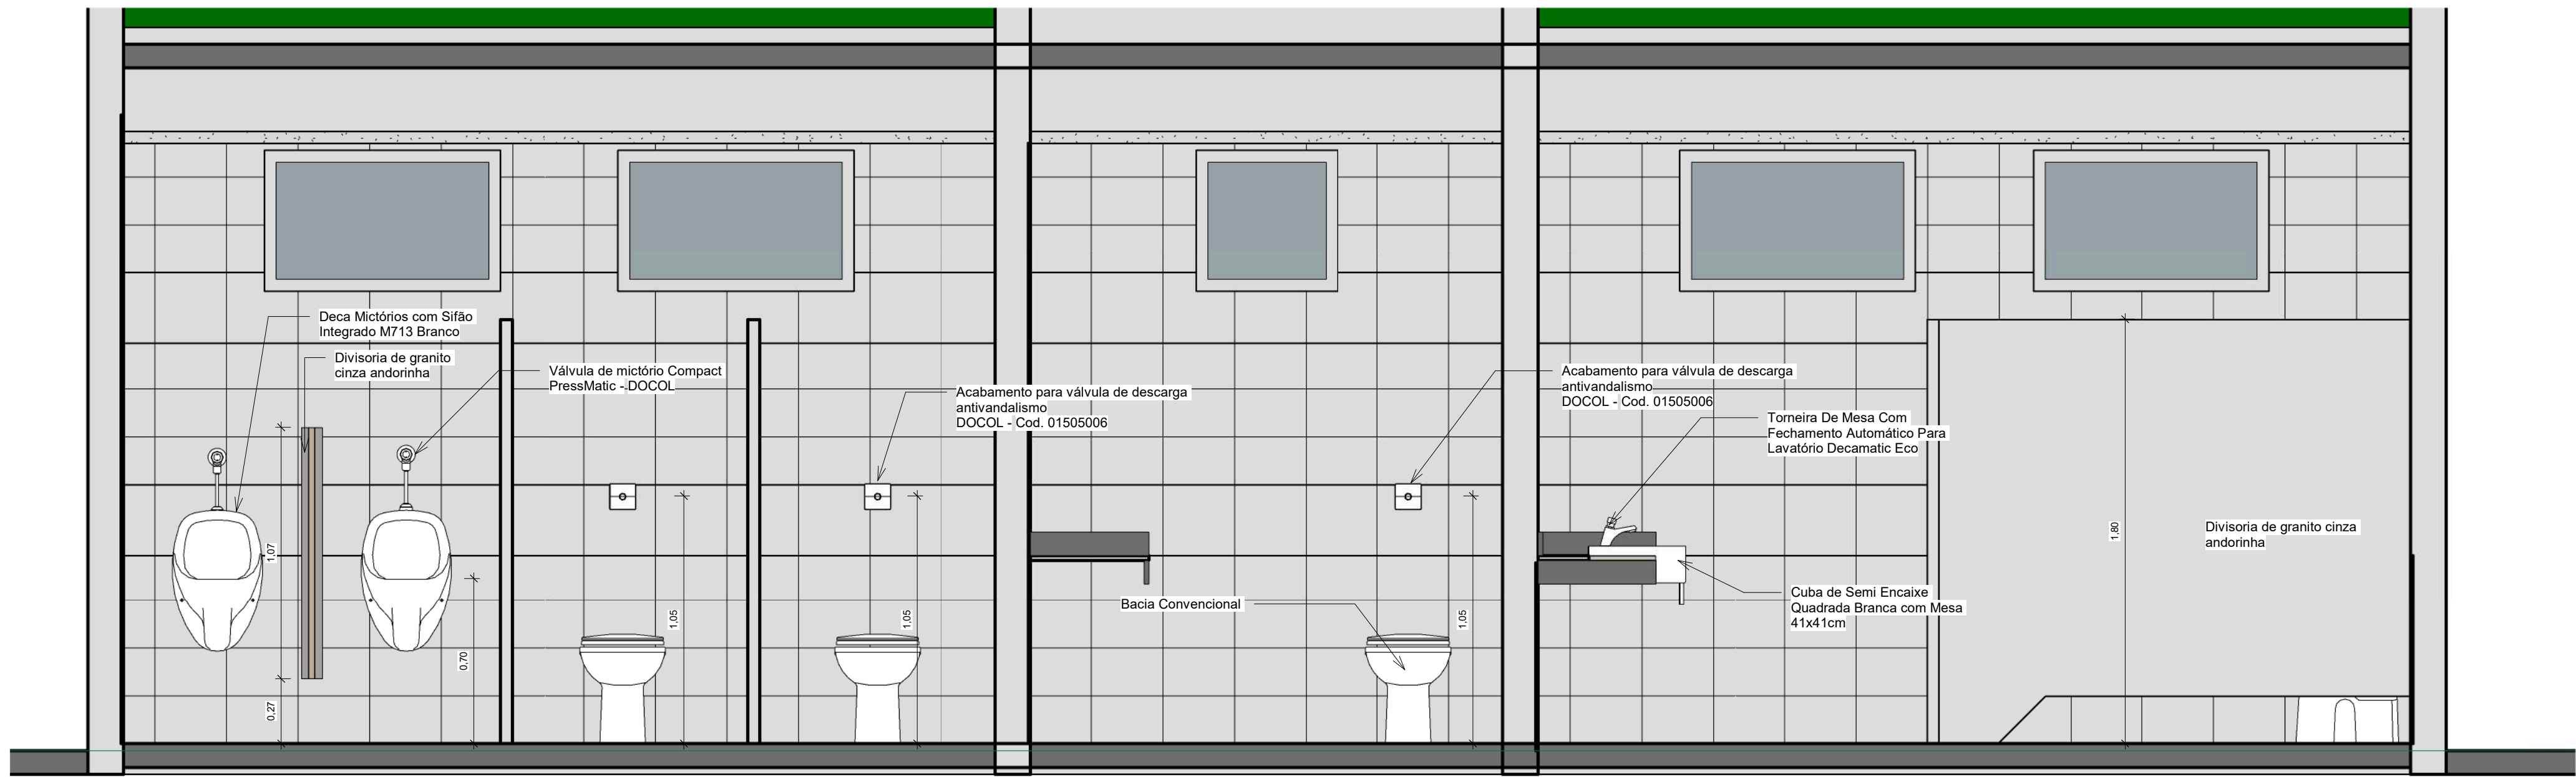 Deca Mictórios com Sifão
Integrado M713 Branco
Divisoria de granito
cinza andorinha
Válvula de mictório Compact
PressMatic - DOCOL
Acabamento para válvula de descarga
antivandalismo
DOCOL - Cod. 01505006
Acabamento para válvula de descarga
antivandalismo
DOCOL - Cod. 01505006
Torneira De Mesa Com
Fechamento Automático Para
Lavatório Decamatic Eco
Divisoria de granito cinza
andorinha
Cuba de Semi Encaixe
Quadrada Branca com Mesa
41x41cm
Bacia Convencional
1,07
0,27
0,70
1,05
1,05
1,05
1,80